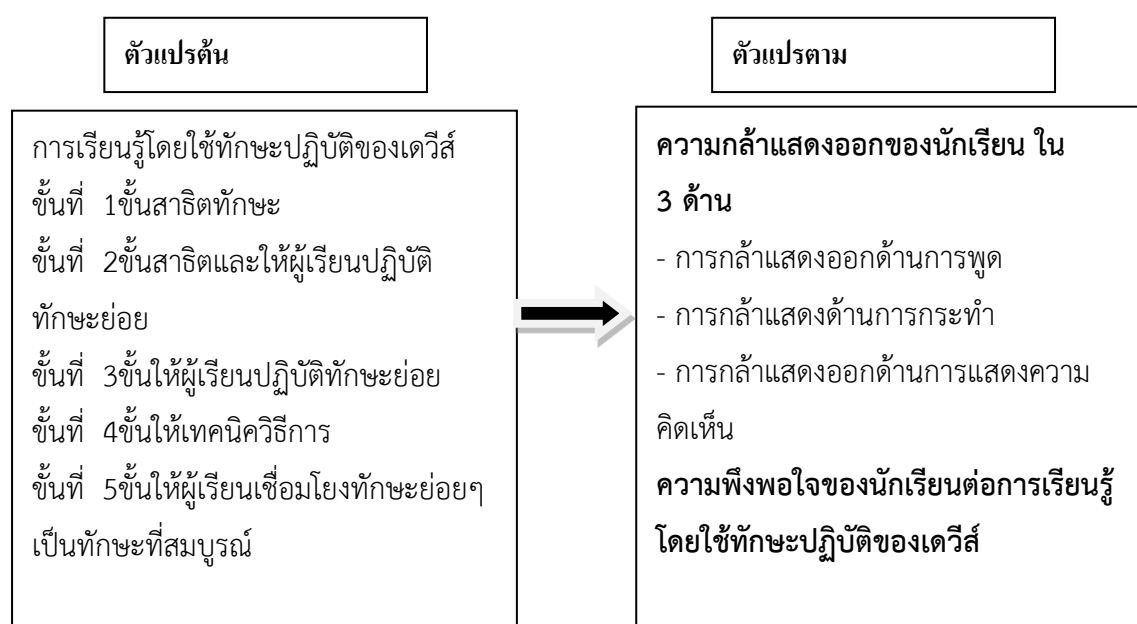 ตัวแปรต้น
การเรียนรู้โดยใช้ทักษะปฏิบัติของเดวีส์
ขั้นที่ 1ขั้นสาธิตทักษะ
ขั้นที่ 2ขั้นสาธิตและให้ผู้เรียนปฏิบัติ
ทักษะย่อย
ขั้นที่ 3ขั้นให้ผู้เรียนปฏิบัติทักษะย่อย
ขั้นที่ 4ขั้นให้เทคนิควิธีการ
ขั้นที่ 5ขั้นให้ผู้เรียนเชื่อมโยงทักษะย่อยๆ
เป็นทักษะที่สมบูรณ์
ตัวแปรตาม
ความกล้าแสดงออกของนักเรียน ใน
3 ด้าน
- การกล้าแสดงออกด้านการพูด
- การกล้าแสดงด้านการกระทำ
- การกล้าแสดงออกด้านการแสดงความ
คิดเห็น
ความพึงพอใจของนักเรียนต่อการเรียนรู้
โดยใช้ทักษะปฏิบัติของเดวีส์